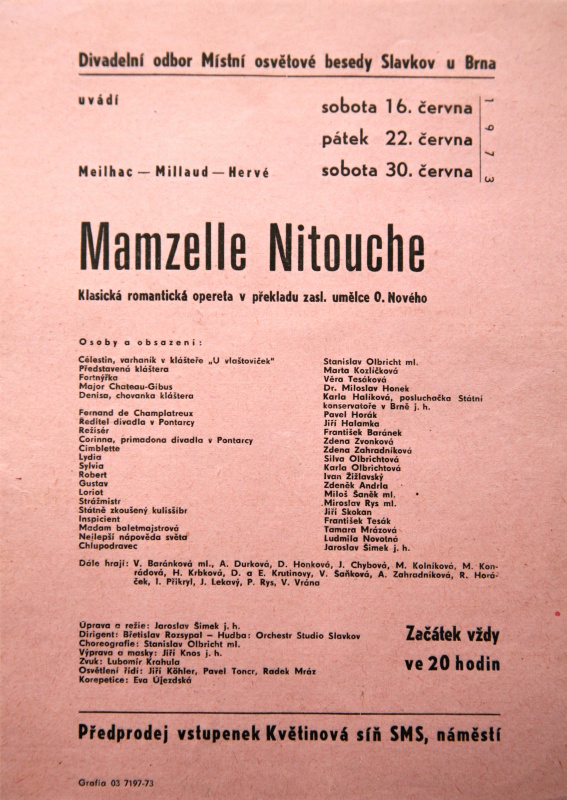 Divadelní odbor Místní osvětové besedy Slavkov u Brna
uvádí
sobota 16. června
pátek 22. června
sobota 30. června
1973
Meilhac — Millaud — Hervé
Mamzelle Nitouche
Klasická romantická opereta v překladu zasl. umělce O. Nového
Osoby a obsazení:
Célestin, varhaník v klášteře „U vlaštoviček" Stanislav Olbricht ml.
Představená kláštera Marta Kozlíčková
Fortnýřka Věra Tesáková
Major Chateau-Gibus Dr. Miloslav Honek
Denisa, chovanka kláštera Karla Halíková, posluchačka Státní
konservatoře v Brně j. h.
Fernand de Champlatreux Pavel Horák
Ředitel divadla v Pontarcy Jiří Halamka
Režisér František Baránek
Corinna, primadona divadla v Pontarcy Zdena Zvonková
Cimblette Zdena Zahradníková
Lydia Silva Olbrichtová
Sylvia Karla Olbrichtová
Robert Ivan Žižlavský
Gustav Zdeněk Andrla
Loriot Miloš Šaněk ml.
Strážmistr Miroslav Rys ml.
Státně zkoušený kulissibr Jiří Skokan
Inspicient František Tesák
Madam baletmajstrová Tamara Mrázová
Nejlepší nápověda světa Ludmila Novotná
Chlupodravec Jaroslav Šimek j. h.
Dále hrají: V. Baránková ml., A. Durková, D. Honková, J. Chybová, M. Kolníková, M. Kon-
rádová, H. Krbková, D. a E. Krutinovy, V. Šaňková, A. Zahradníková, R. Horá-
ček, I. Přikryl, J. Lekavý, P. Rys, V. Vrána
Úprava a režie: Jaroslav Šimek j. h.
Dirigent: Břetislav Rozsypal — Hudba: Orchestr Studio Slavkov
Choreografie: Stanislav Olbricht ml.
Výprava a masky: Jiří Knos j. h.
Zvuk: Lubomír Krahula
Osvětlení řídí: Jiří Köhler, Pavel Toncr, Radek Mráz
Korepetice: Eva Újezdská
Začátek vždy
ve 20 hodin
Předprodej vstupenek Květinová síň SMS, náměstí
Grafia 03 7197-73